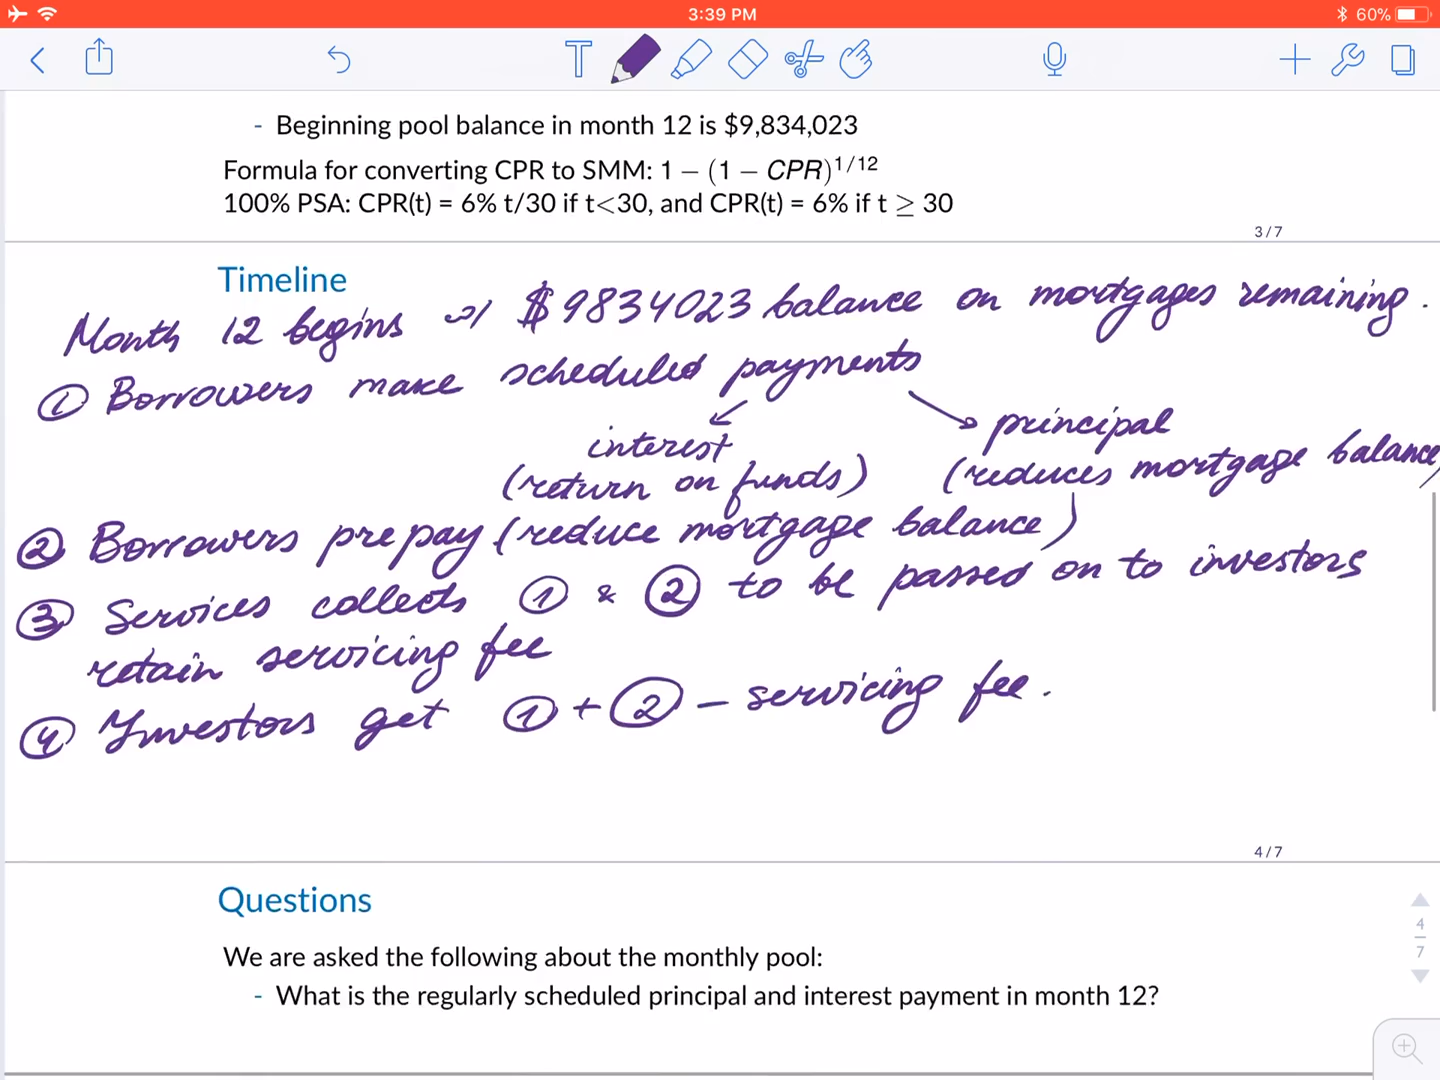 3:39 PM
60%
T
- Beginning pool balance in month 12 is $9,834,023
Formula for converting CPR to SMM: 1 − (1 − CPR)^1/12
100% PSA: CPR(t) = 6% t/30 if t<30, and CPR(t) = 6% if t ≥ 30
3/7
Timeline
Month 12 begins w/ $9834023 balance on mortgages remaining.
① Borrowers make scheduled payments
interest
principal
(return on funds)
(reduces mortgage balance)
② Borrowers prepay (reduce mortgage balance)
③ Services collects ① & ② to be passed on to investors
retain servicing fee
④ Investors get ① + ② − servicing fee.
4/7
Questions
We are asked the following about the monthly pool:
- What is the regularly scheduled principal and interest payment in month 12?
4
7